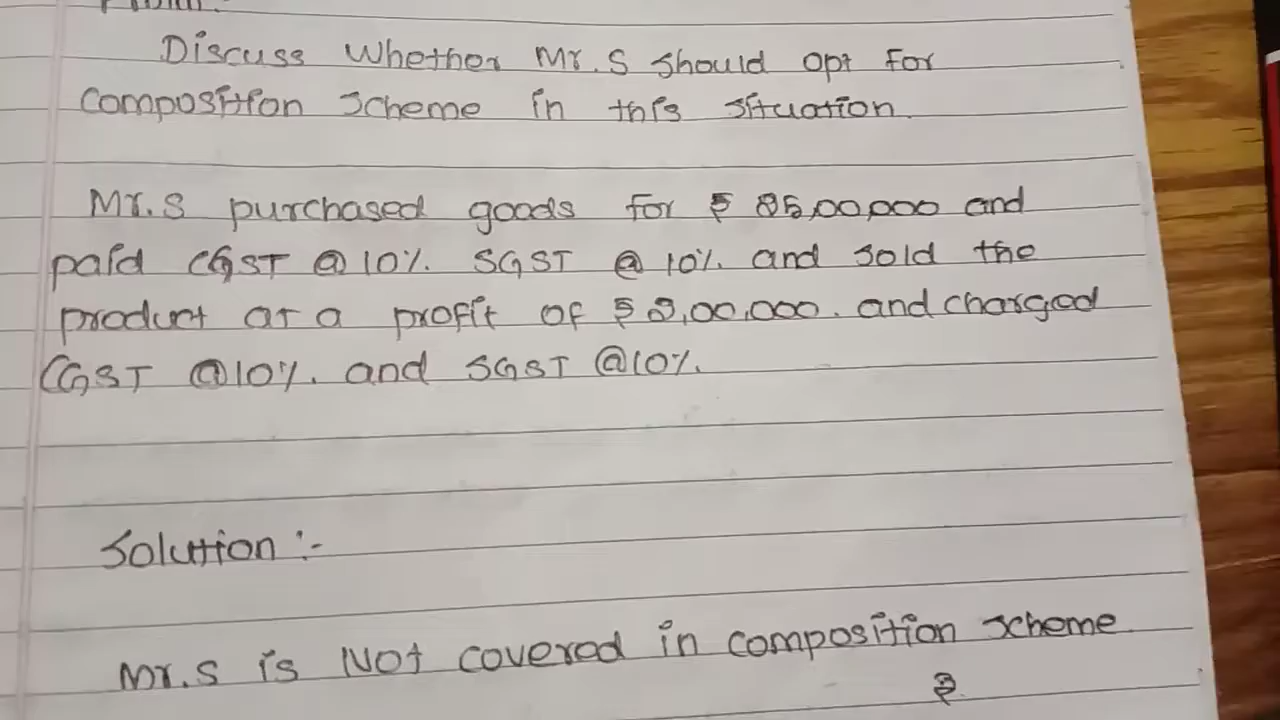 Discuss Whether Mr.S should opt for
composition scheme in this situation.
Mr.S purchased goods for ₹ 85,00,000 and
paid CGST @ 10%. SGST @ 10%. and sold the
product at a profit of ₹ 2,00,000. and charged
CGST @10%. and SGST @10%.
Solution :-
Mr.S is Not covered in composition scheme
₹